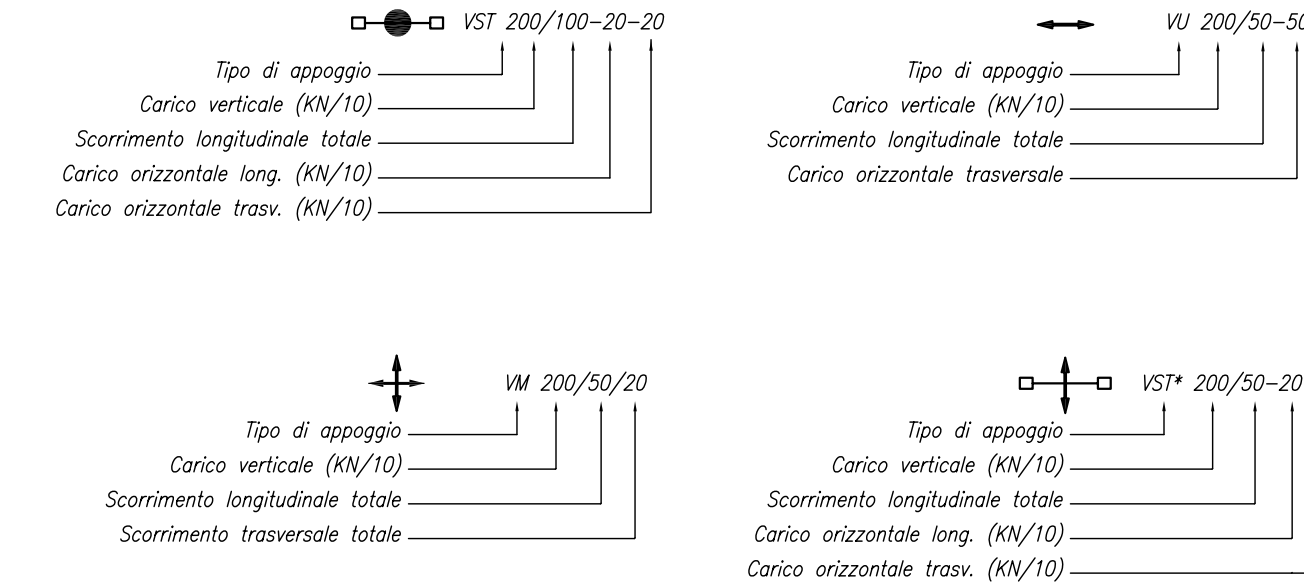 VST 200/100-20-20
Tipo di appoggio
Carico verticale (KN/10)
Scorrimento longitudinale totale
Carico orizzontale long. (KN/10)
Carico orizzontale trasv. (KN/10)
VU 200/50-50
Tipo di appoggio
Carico verticale (KN/10)
Scorrimento longitudinale totale
Carico orizzontale trasversale
VM 200/50/20
Tipo di appoggio
Carico verticale (KN/10)
Scorrimento longitudinale totale
Scorrimento trasversale totale
VST* 200/50-20
Tipo di appoggio
Carico verticale (KN/10)
Scorrimento longitudinale totale
Carico orizzontale long. (KN/10)
Carico orizzontale trasv. (KN/10)